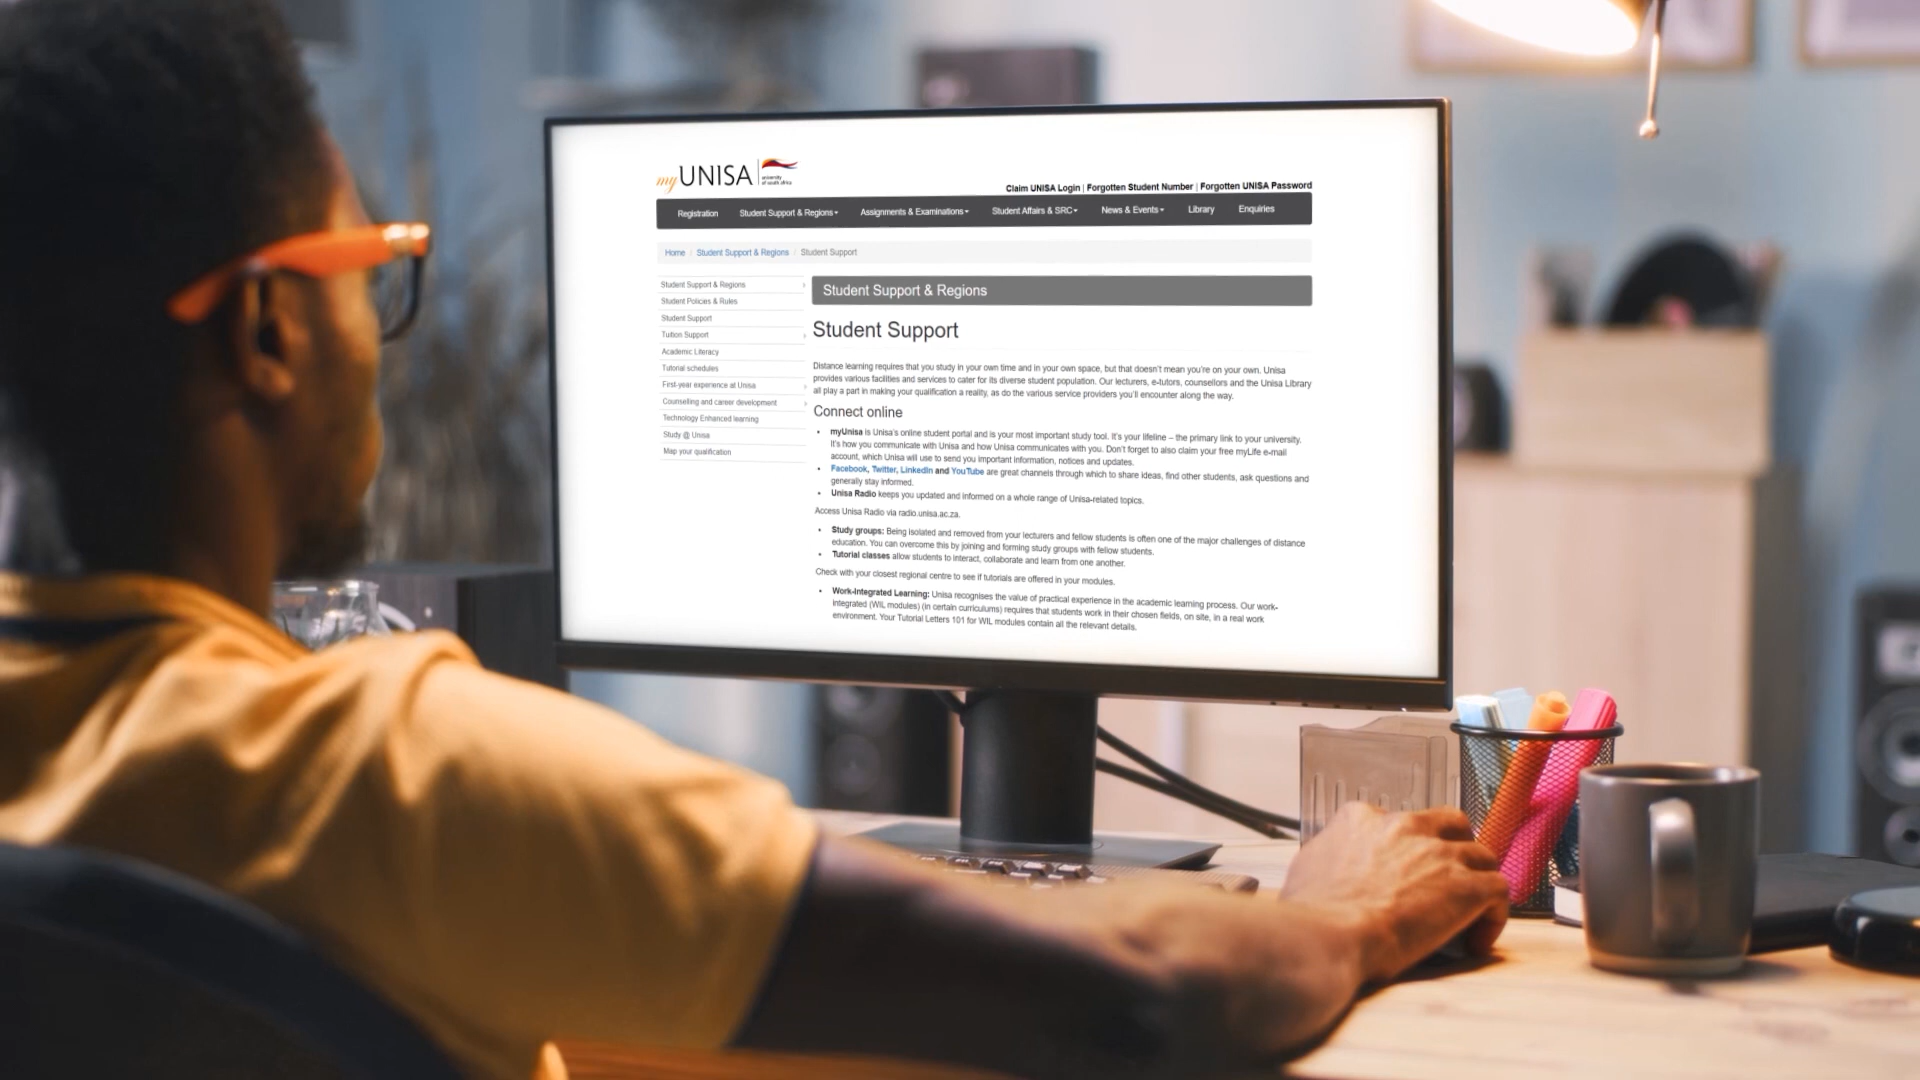 myUNISA university
of south africa
Claim UNISA Login | Forgotten Student Number | Forgotten UNISA Password
Registration Student Support & Regions Assignments & Examinations Student Affairs & SRC News & Events Library Enquiries
Home / Student Support & Regions / Student Support
Student Support & Regions
Student Policies & Rules
Student Support
Tuition Support
Academic Literacy
Tutorial schedules
First-year experience at Unisa
Counselling and career development
Technology Enhanced learning
Study @ Unisa
Map your qualification
Student Support & Regions
Student Support
Distance learning requires that you study in your own time and in your own space, but that doesn't mean you're on your own. Unisa
provides various facilities and services to cater for its diverse student population. Our lecturers, e-tutors, counsellors and the Unisa Library
all play a part in making your qualification a reality, as do the various service providers you'll encounter along the way.
Connect online
• myUnisa is Unisa's online student portal and is your most important study tool. It's your lifeline – the primary link to your university.
It's how you communicate with Unisa and how Unisa communicates with you. Don't forget to also claim your free myLife e-mail
account, which Unisa will use to send you important information, notices and updates.
• Facebook, Twitter, LinkedIn and YouTube are great channels through which to share ideas, find other students, ask questions and
generally stay informed.
• Unisa Radio keeps you updated and informed on a whole range of Unisa-related topics.
Access Unisa Radio via radio.unisa.ac.za.
• Study groups: Being isolated and removed from your lecturers and fellow students is often one of the major challenges of distance
education. You can overcome this by joining and forming study groups with fellow students.
• Tutorial classes allow students to interact, collaborate and learn from one another.
Check with your closest regional centre to see if tutorials are offered in your modules.
• Work-Integrated Learning: Unisa recognises the value of practical experience in the academic learning process. Our work-
integrated (WIL modules) (in certain curriculums) requires that students work in their chosen fields, on site, in a real work
environment. Your Tutorial Letters 101 for WIL modules contain all the relevant details.